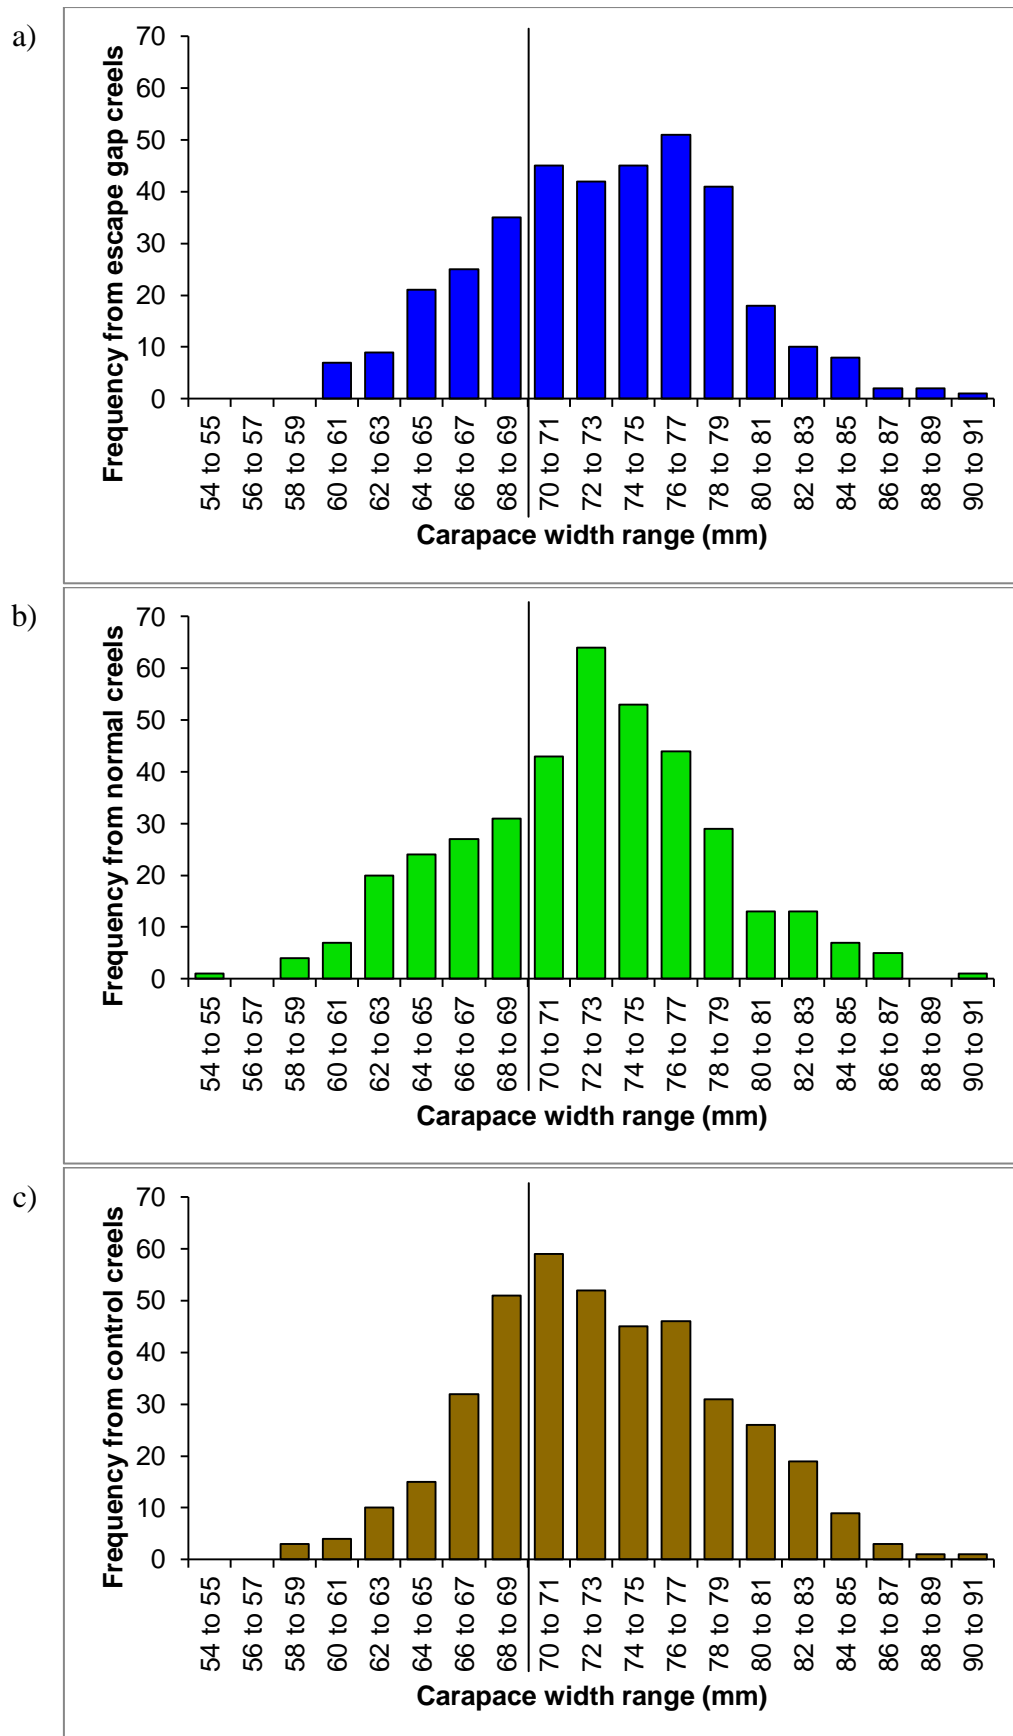 a)
Frequency from escape gap creels
70
60
50
40
30
20
10
0
54 to 55
56 to 57
58 to 59
60 to 61
62 to 63
64 to 65
66 to 67
68 to 69
70 to 71
72 to 73
74 to 75
76 to 77
78 to 79
80 to 81
82 to 83
84 to 85
86 to 87
88 to 89
90 to 91
Carapace width range (mm)
b)
Frequency from normal creels
70
60
50
40
30
20
10
0
54 to 55
56 to 57
58 to 59
60 to 61
62 to 63
64 to 65
66 to 67
68 to 69
70 to 71
72 to 73
74 to 75
76 to 77
78 to 79
80 to 81
82 to 83
84 to 85
86 to 87
88 to 89
90 to 91
Carapace width range (mm)
c)
Frequency from control creels
70
60
50
40
30
20
10
0
54 to 55
56 to 57
58 to 59
60 to 61
62 to 63
64 to 65
66 to 67
68 to 69
70 to 71
72 to 73
74 to 75
76 to 77
78 to 79
80 to 81
82 to 83
84 to 85
86 to 87
88 to 89
90 to 91
Carapace width range (mm)